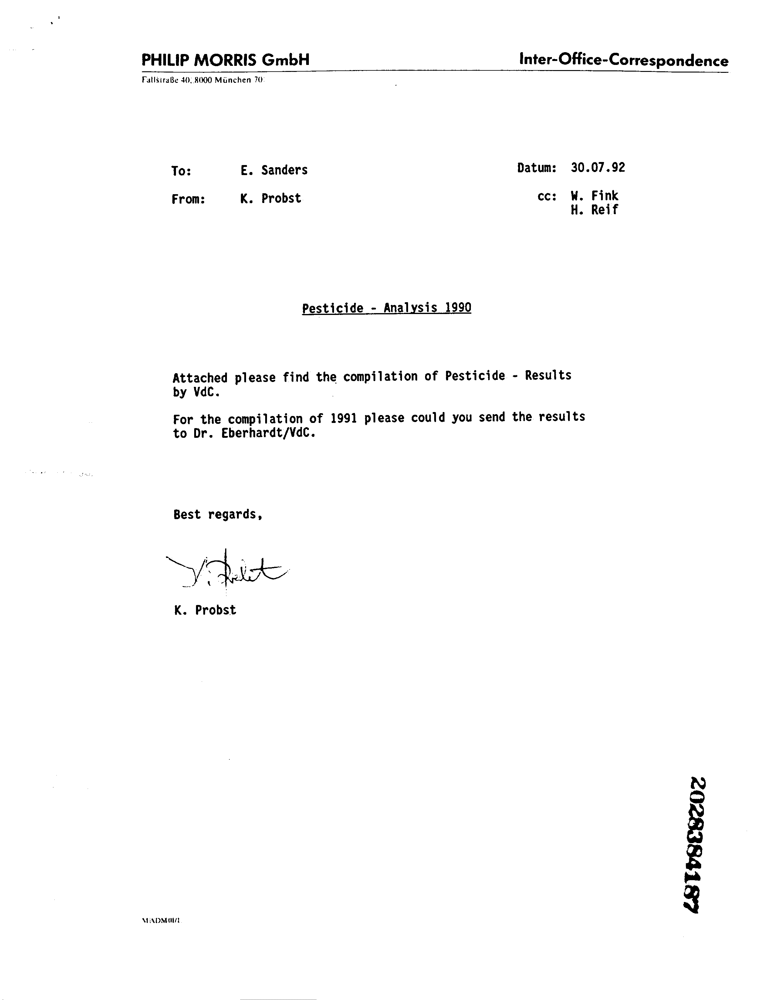 PHILIP MORRIS GmbH Inter-Office-Correspondence
Fallstraße 40, 8000 München 70
To: E. Sanders Datum: 30.07.92
From: K. Probst cc: W. Fink
H. Reif
Pesticide - Analysis 1990
Attached please find the compilation of Pesticide - Results
by VdC.
For the compilation of 1991 please could you send the results
to Dr. Eberhardt/VdC.
Best regards,
K. Probst
2028384187